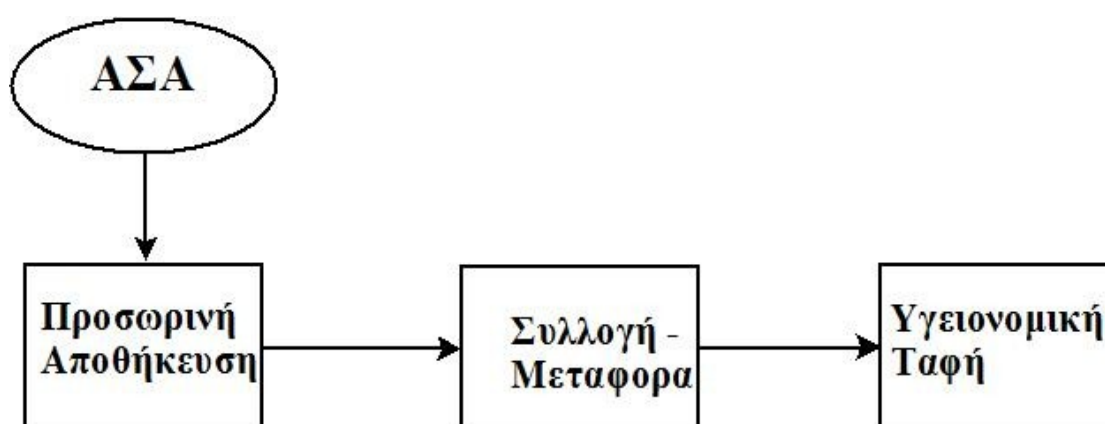 ΑΣΑ
Προσωρινή
Αποθήκευση
Συλλογή -
Μεταφορα
Υγειονομική
Ταφή